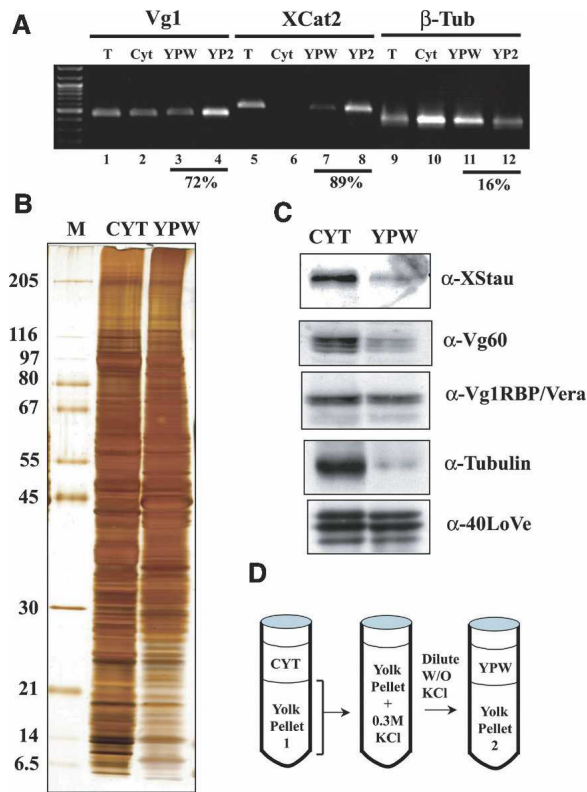 A
Vg1 XCat2 β-Tub
T Cyt YPW YP2 T Cyt YPW YP2 T Cyt YPW YP2
1 2 3 4 5 6 7 8 9 10 11 12
72% 89% 16%
B
M CYT YPW
205
116
97
80
67
55
45
30
21
14
6.5
C
CYT YPW
α-XStau
α-Vg60
α-Vg1RBP/Vera
α-Tubulin
α-40LoVe
D
CYT
Yolk
Pellet
1
Yolk
Pellet
+
0.3M
KCl
Dilute
W/O
KCl
YPW
Yolk
Pellet
2